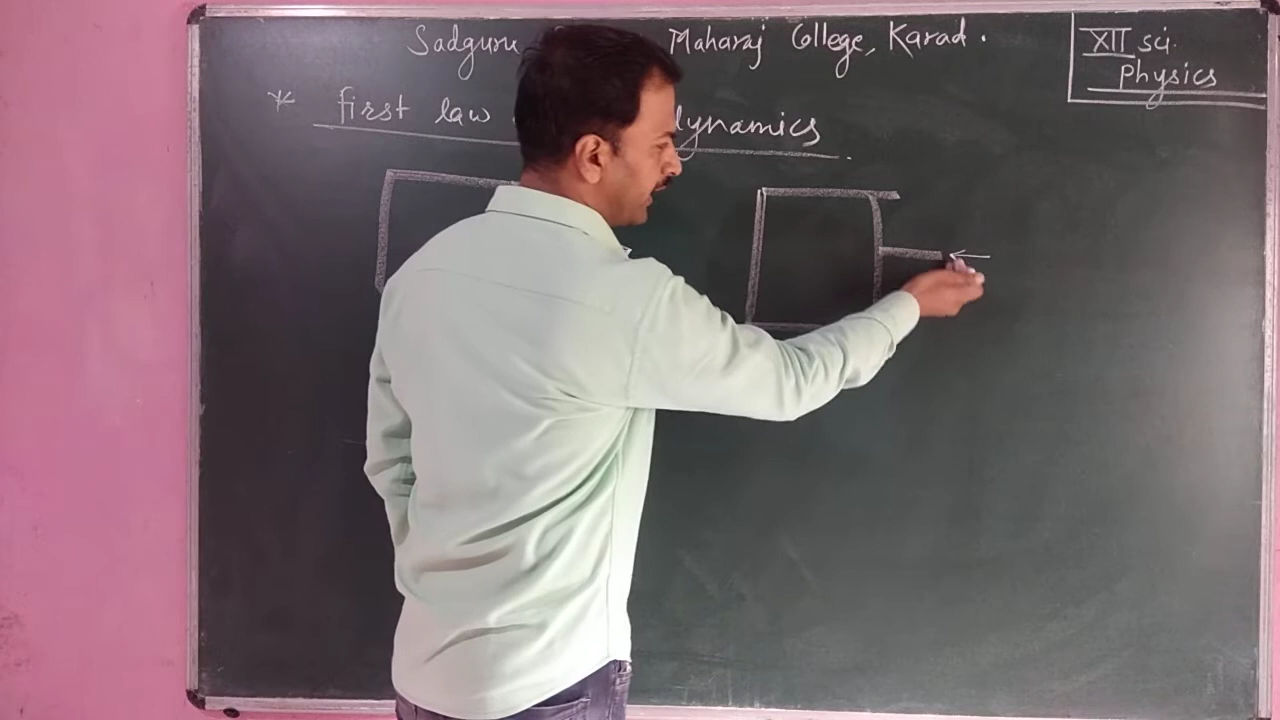 Sadguru Maharaj College, Karad.
XII sci.
Physics
* first law dynamics.